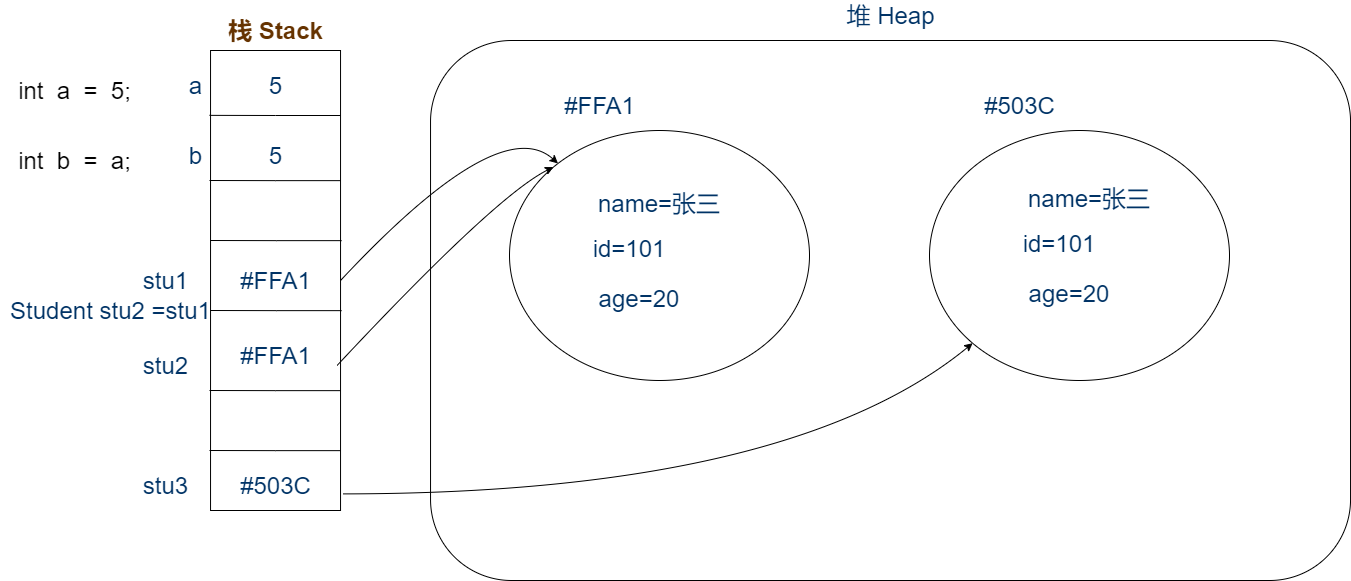 堆 Heap
栈 Stack
int a = 5;
a
5
int b = a;
b
5
stu1
#FFA1
Student stu2 =stu1
stu2
#FFA1
stu3
#503C
#FFA1
name=张三
id=101
age=20
#503C
name=张三
id=101
age=20